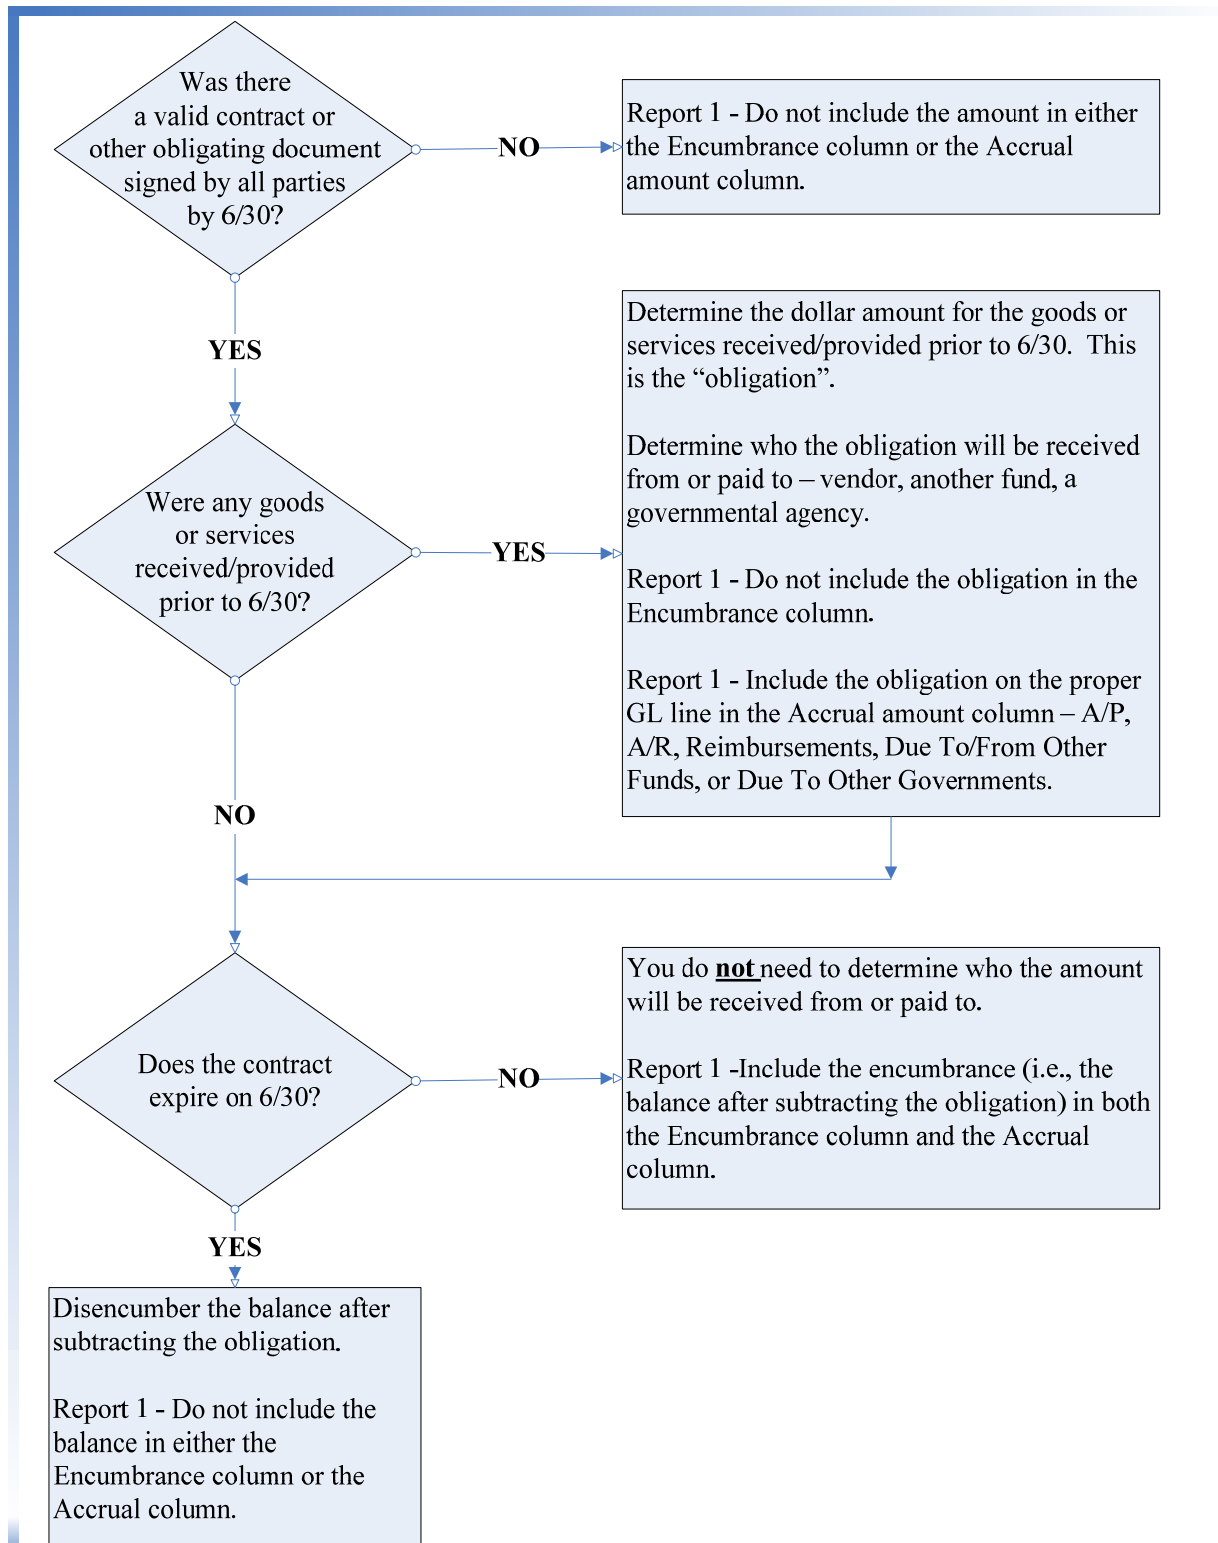 Was there
a valid contract or
other obligating document
signed by all parties
by 6/30?
NO
Report 1 - Do not include the amount in either
the Encumbrance column or the Accrual
amount column.
YES
Were any goods
or services
received/provided
prior to 6/30?
YES
Determine the dollar amount for the goods or
services received/provided prior to 6/30.  This
is the “obligation”.
Determine who the obligation will be received
from or paid to – vendor, another fund, a
governmental agency.
Report 1 - Do not include the obligation in the
Encumbrance column.
Report 1 - Include the obligation on the proper
GL line in the Accrual amount column – A/P,
A/R, Reimbursements, Due To/From Other
Funds, or Due To Other Governments.
NO
Does the contract
expire on 6/30?
NO
You do not need to determine who the amount
will be received from or paid to.
Report 1 -Include the encumbrance (i.e., the
balance after subtracting the obligation) in both
the Encumbrance column and the Accrual
column.
YES
Disencumber the balance after
subtracting the obligation.
Report 1 - Do not include the
balance in either the
Encumbrance column or the
Accrual column.